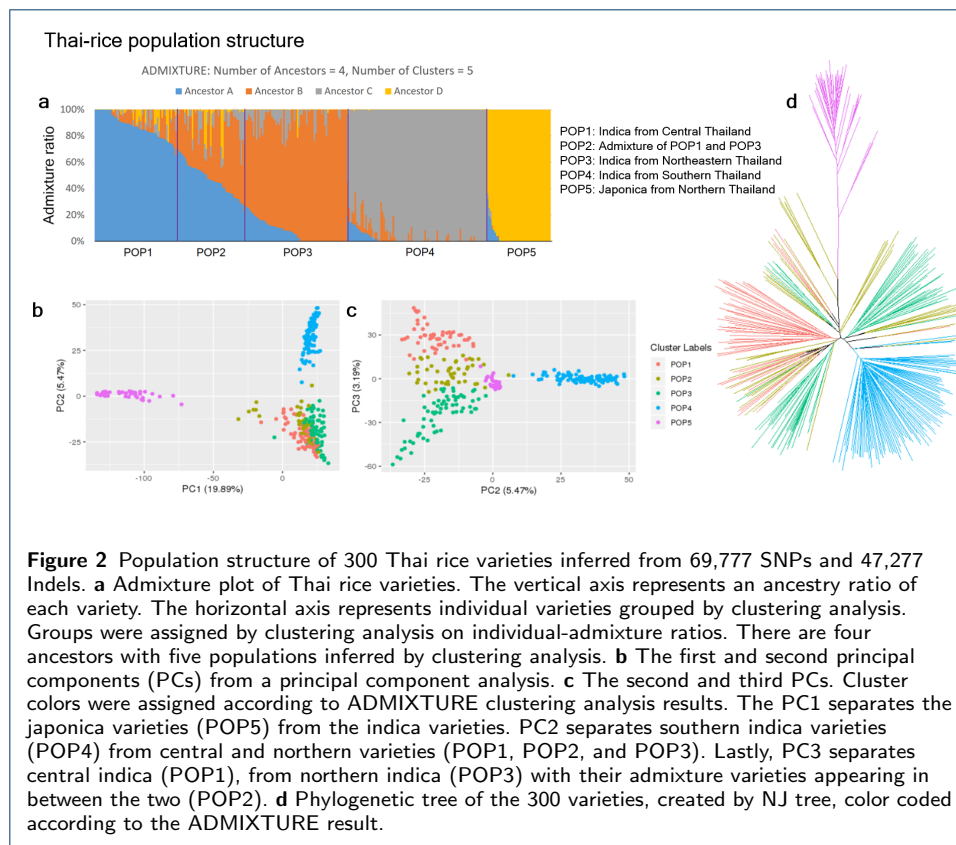 Thai-rice population structure
ADMIXTURE: Number of Ancestors = 4, Number of Clusters = 5
Ancestor A Ancestor B Ancestor C Ancestor D
a
100%
80%
60%
40%
20%
0%
Admixture ratio
POP1 POP2 POP3 POP4 POP5
POP1: Indica from Central Thailand
POP2: Admixture of POP1 and POP3
POP3: Indica from Northeastern Thailand
POP4: Indica from Southern Thailand
POP5: Japonica from Northern Thailand
d
b
50
25
0
-25
PC2 (5.47%)
-100 -50 0
PC1 (19.89%)
c
30
0
-30
-60
PC3 (3.19%)
-25 0 25 50
PC2 (5.47%)
Cluster Labels
POP1
POP2
POP3
POP4
POP5
Figure 2 Population structure of 300 Thai rice varieties inferred from 69,777 SNPs and 47,277
Indels. a Admixture plot of Thai rice varieties. The vertical axis represents an ancestry ratio of
each variety. The horizontal axis represents individual varieties grouped by clustering analysis.
Groups were assigned by clustering analysis on individual-admixture ratios. There are four
ancestors with five populations inferred by clustering analysis. b The first and second principal
components (PCs) from a principal component analysis. c The second and third PCs. Cluster
colors were assigned according to ADMIXTURE clustering analysis results. The PC1 separates the
japonica varieties (POP5) from the indica varieties. PC2 separates southern indica varieties
(POP4) from central and northern varieties (POP1, POP2, and POP3). Lastly, PC3 separates
central indica (POP1), from northern indica (POP3) with their admixture varieties appearing in
between the two (POP2). d Phylogenetic tree of the 300 varieties, created by NJ tree, color coded
according to the ADMIXTURE result.